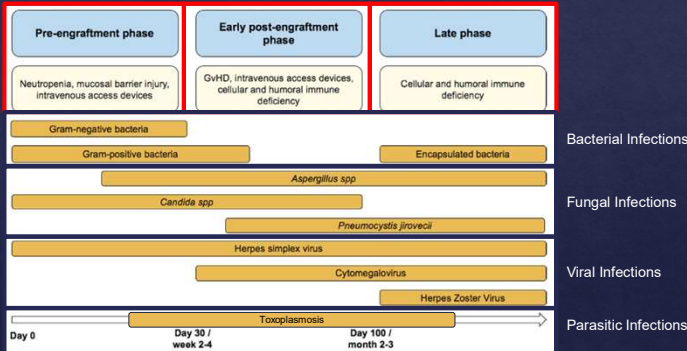 Pre-engraftment phase
Early post-engraftment
phase
Late phase
Neutropenia, mucosal barrier injury,
intravenous access devices
GvHD, intravenous access devices,
cellular and humoral immune
deficiency
Cellular and humoral immune
deficiency
Gram-negative bacteria
Gram-positive bacteria
Encapsulated bacteria
Bacterial Infections
Aspergillus spp
Candida spp
Pneumocystis jirovecii
Fungal Infections
Herpes simplex virus
Cytomegalovirus
Herpes Zoster Virus
Viral Infections
Toxoplasmosis
Parasitic Infections
Day 0
Day 30 /
week 2-4
Day 100 /
month 2-3